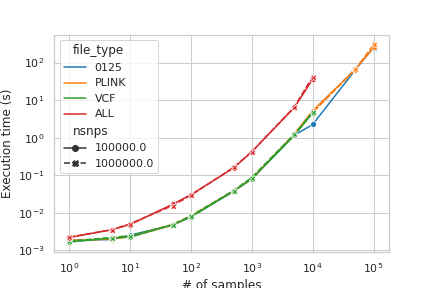 file_type
0125
PLINK
VCF
ALL
nsnps
100000.0
1000000.0
Execution time (s)
10²
10¹
10⁰
10⁻¹
10⁻²
10⁻³
10⁰ 10¹ 10² 10³ 10⁴ 10⁵
# of samples